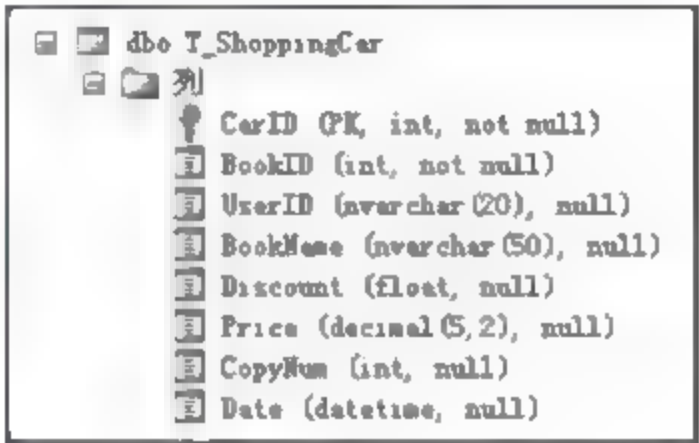 dbo T_ShoppingCar
列
CarID (PK, int, not null)
BookID (int, not null)
UserID (nvarchar(20), null)
BookName (nvarchar(50), null)
Discount (float, null)
Price (decimal(5,2), null)
CopyNum (int, null)
Date (datetime, null)